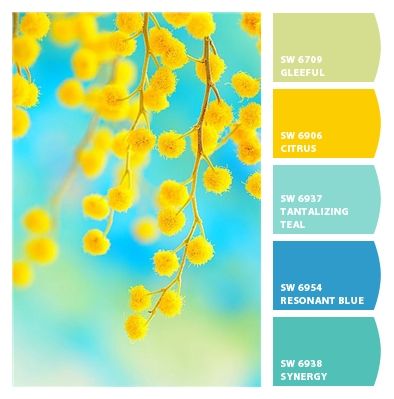 SW 6709
GLEEFUL
SW 6906
CITRUS
SW 6937
TANTALIZING
TEAL
SW 6954
RESONANT BLUE
SW 6938
SYNERGY